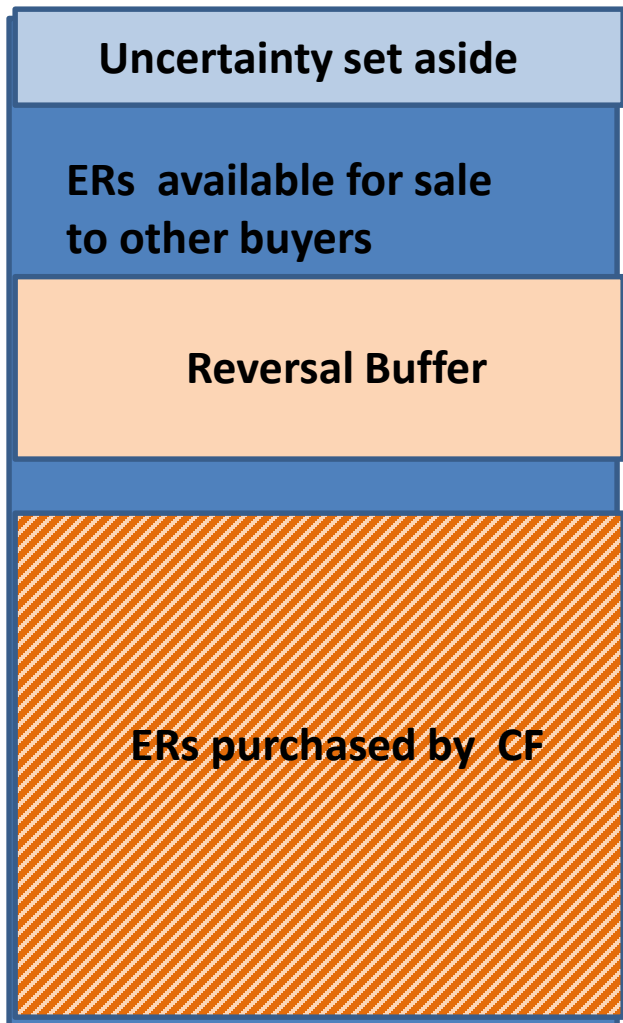 Uncertainty set aside
ERs available for sale
to other buyers
Reversal Buffer
ERs purchased by CF